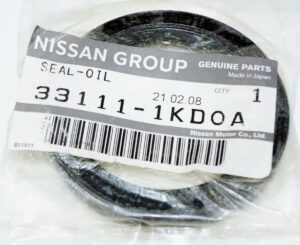 NISSAN GROUP GENUINE PARTS
Made in Japan
SEAL-OIL
21.02.08 QTY 1
33111-1KD0A
Nissan Motor Co., Ltd.
B11011